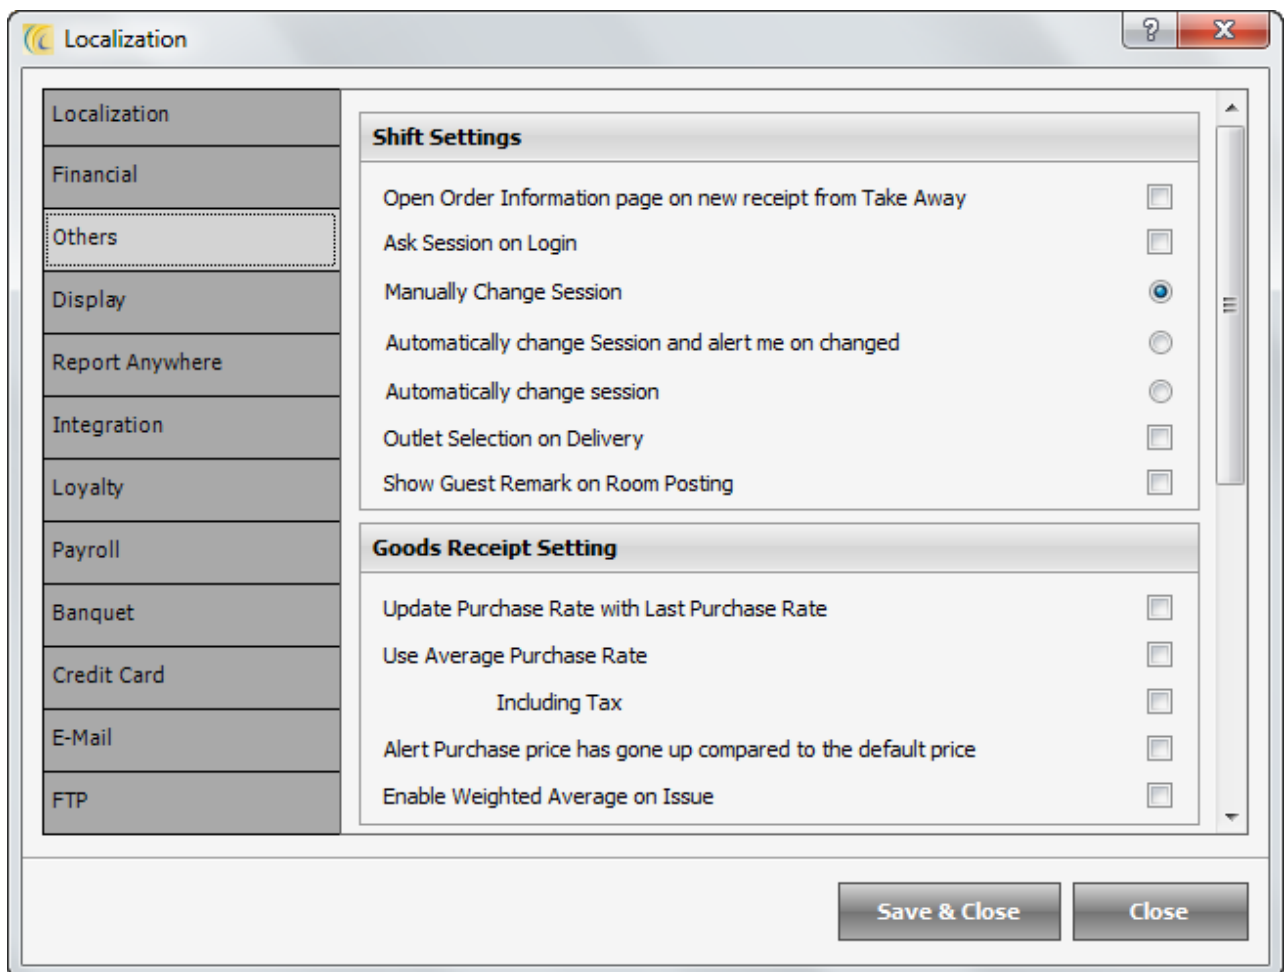 Localization
Localization
Financial
Others
Display
Report Anywhere
Integration
Loyalty
Payroll
Banquet
Credit Card
E-Mail
FTP
Shift Settings
Open Order Information page on new receipt from Take Away
Ask Session on Login
Manually Change Session
Automatically change Session and alert me on changed
Automatically change session
Outlet Selection on Delivery
Show Guest Remark on Room Posting
Goods Receipt Setting
Update Purchase Rate with Last Purchase Rate
Use Average Purchase Rate
Including Tax
Alert Purchase price has gone up compared to the default price
Enable Weighted Average on Issue
Save & Close
Close